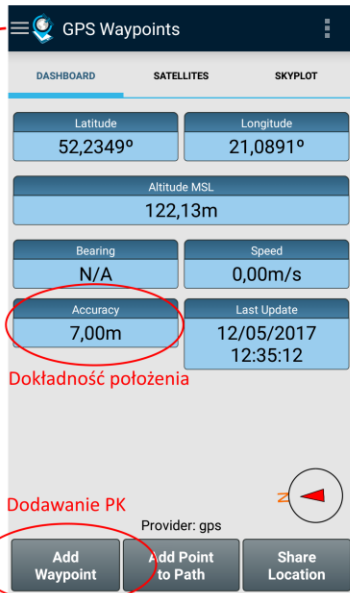 GPS Waypoints
DASHBOARD SATELLITES SKYPLOT
Latitude Longitude
52,2349º 21,0891º
Altitude MSL
122,13m
Bearing Speed
N/A 0,00m/s
Accuracy Last Update
7,00m 12/05/2017
12:35:12
Dokładność położenia
N
Dodawanie PK
Provider: gps
Add Add Point Share
Waypoint to Path Location